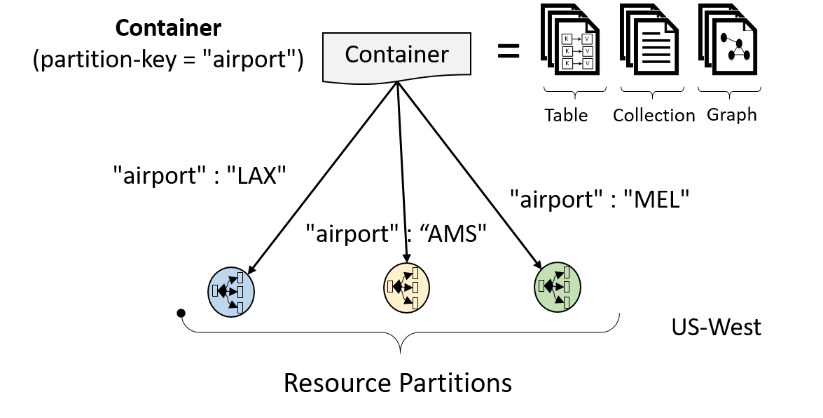 Container
(partition-key = "airport")
Container
=
K V
K V
K V
Table
Collection
Graph
"airport" : "LAX"
"airport" : “AMS"
"airport" : "MEL"
US-West
Resource Partitions